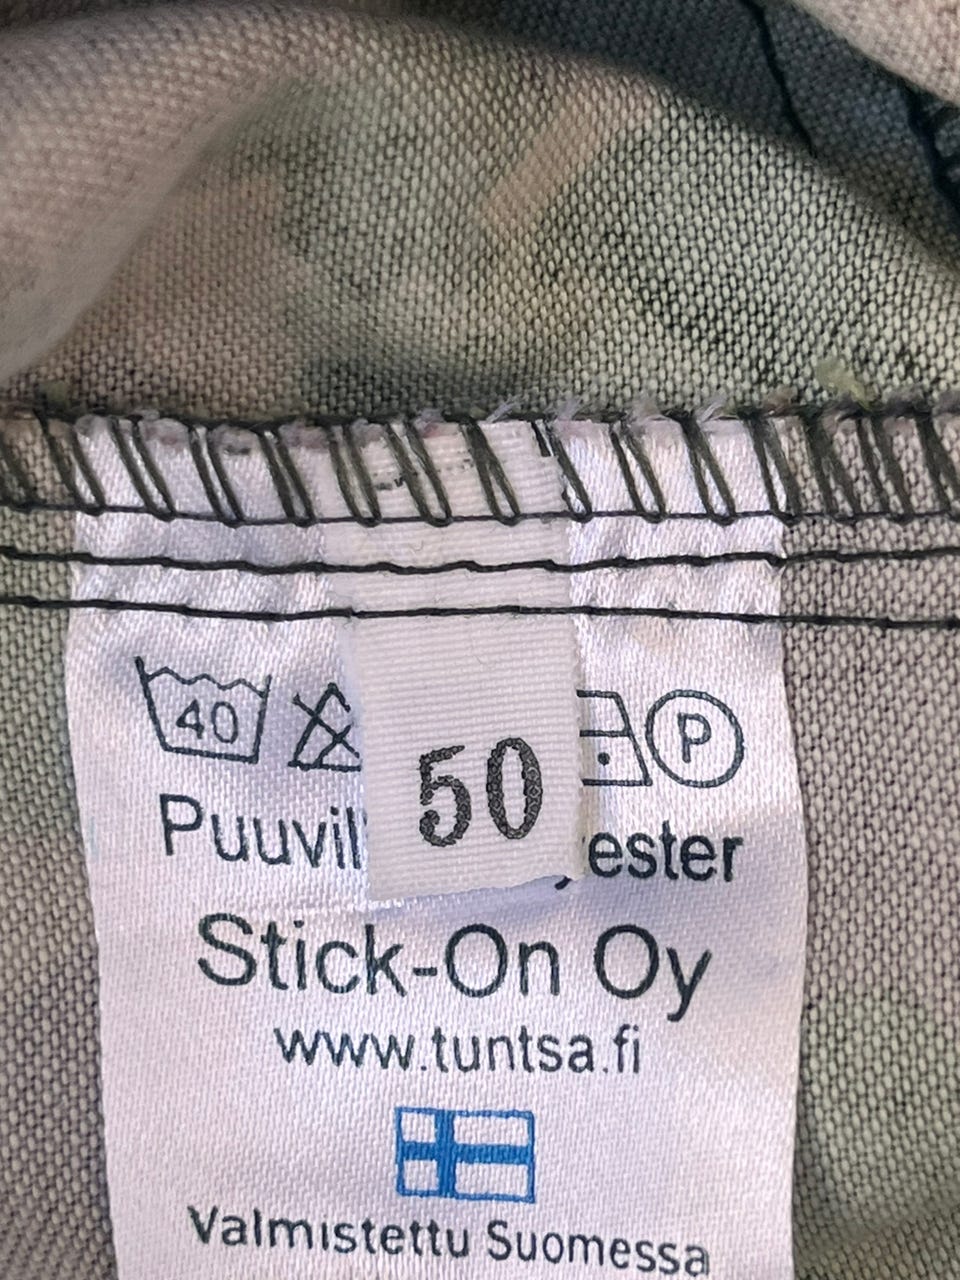 40 P
50
Stick-On Oy
www.tuntsa.fi
Valmistettu Suomessa